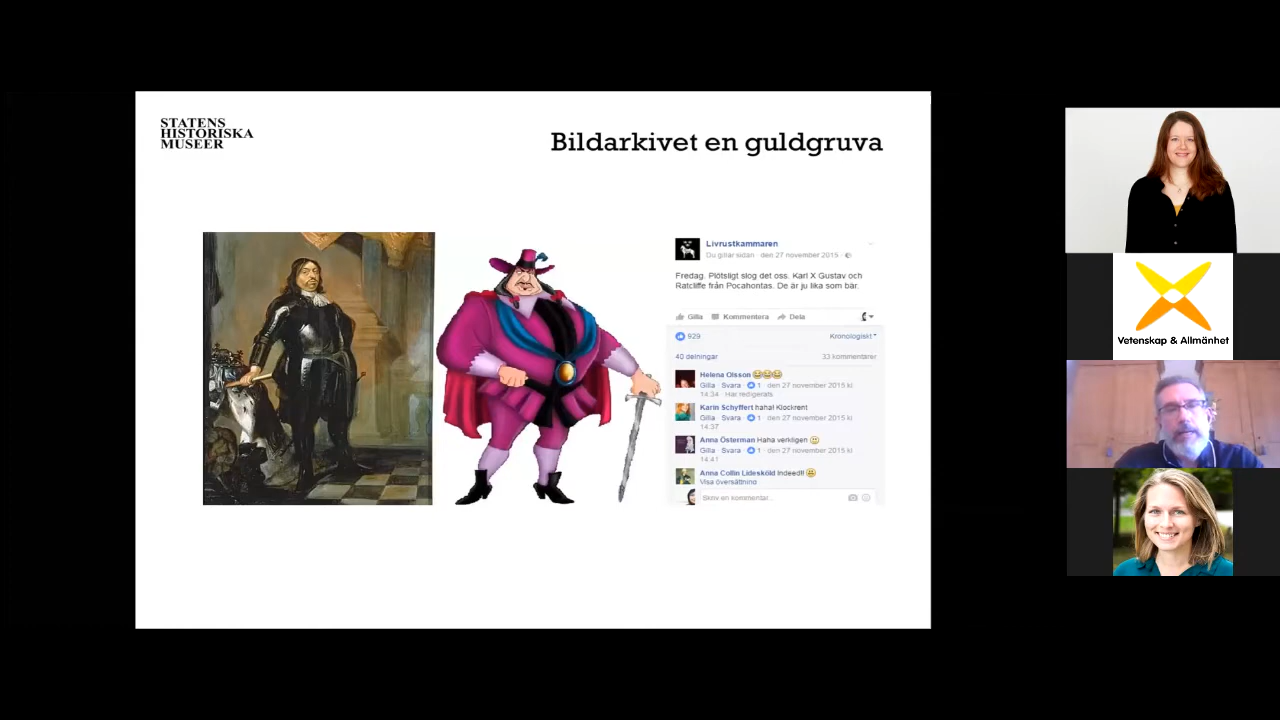 STATENS
HISTORISKA
MUSEER
Bildarkivet en guldgruva
Livrustkammaren
Du gillar sidan · den 27 november 2015 ·
Fredag. Plötsligt slog det oss. Karl X Gustav och
Ratcliffe från Pocahontas. De är ju lika som bär.
Gilla Kommentera Dela
929 Kronologiskt
40 delningar 33 kommentarer
Helena Olsson
Gilla · Svara · 1 · den 27 november 2015 kl
14:34 · Har redigerats
Karin Schyffert haha! Klockrent
Gilla · Svara · 1 · den 27 november 2015 kl
14:37
Anna Österman Haha verkligen
Gilla · Svara · 1 · den 27 november 2015 kl
14:41
Anna Collin Lidesköld Indeed!!
Visa översättning
Skriv en kommentar...
Vetenskap & Allmänhet